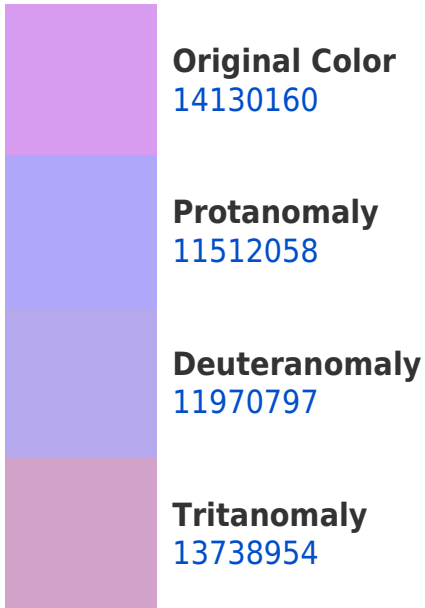 Original Color
14130160
Protanomaly
11512058
Deuteranomaly
11970797
Tritanomaly
13738954